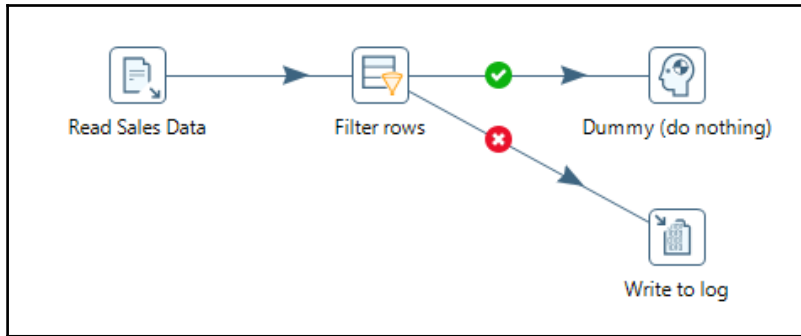 Read Sales Data
Filter rows
Dummy (do nothing)
Write to log